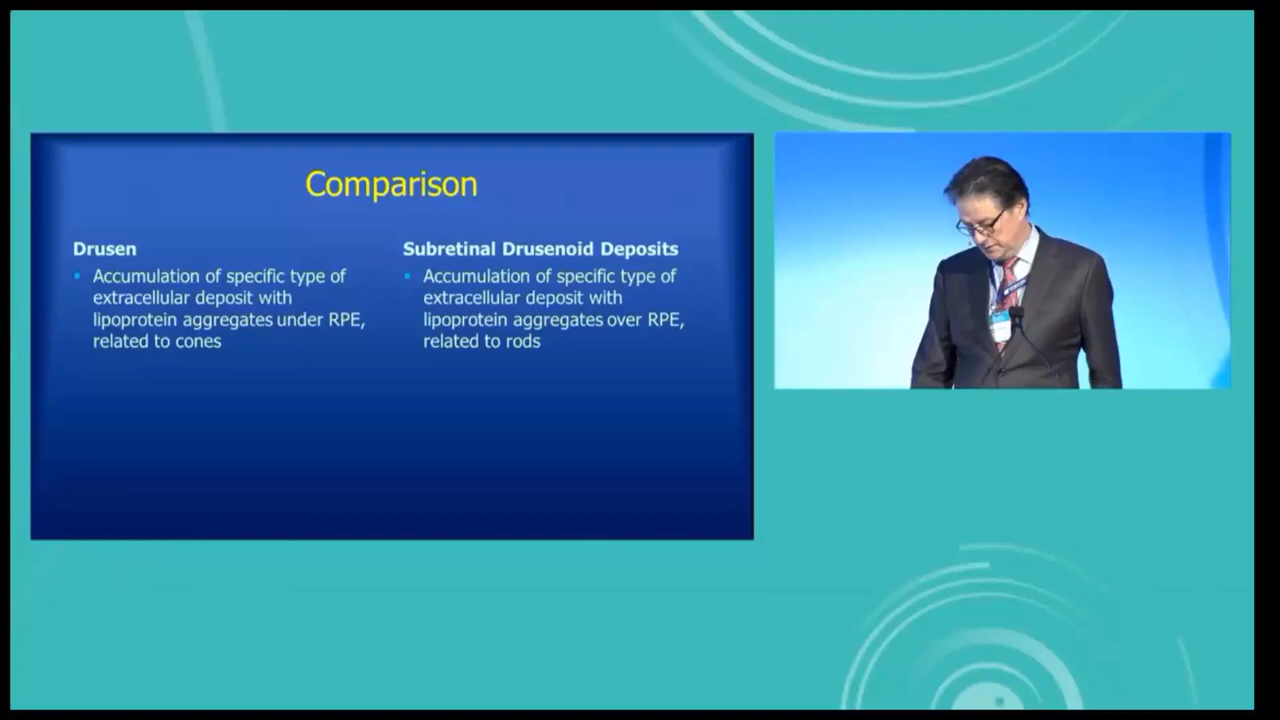 Comparison
Drusen
Accumulation of specific type of
extracellular deposit with
lipoprotein aggregates under RPE,
related to cones
Subretinal Drusenoid Deposits
Accumulation of specific type of
extracellular deposit with
lipoprotein aggregates over RPE,
related to rods